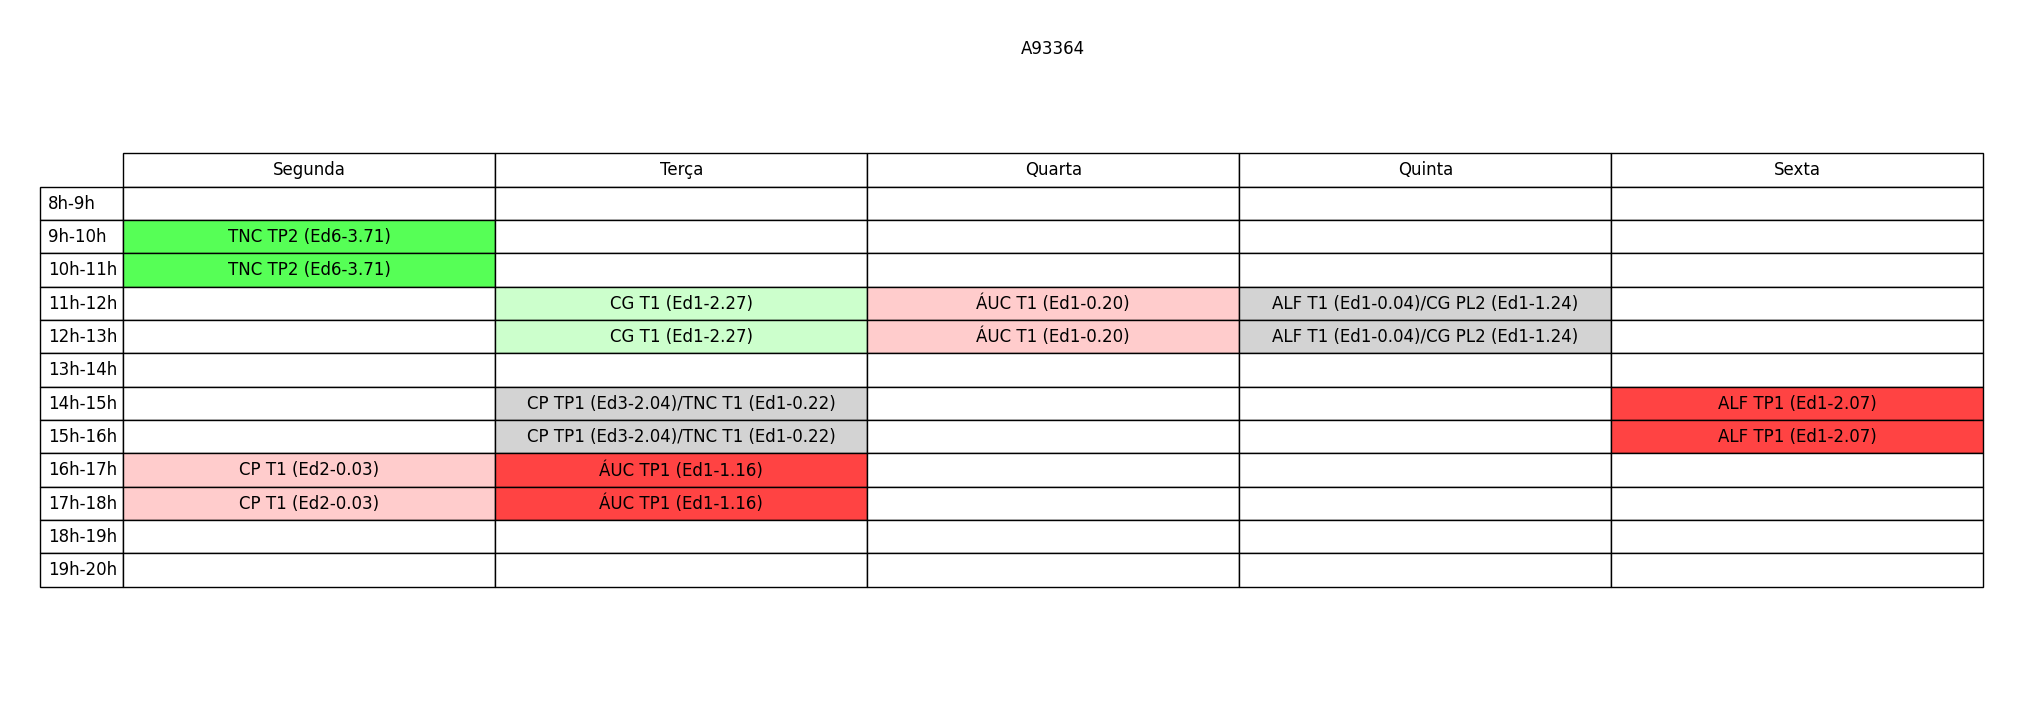 A93364
Segunda Terça Quarta Quinta Sexta
8h-9h
9h-10h TNC TP2 (Ed6-3.71)
10h-11h TNC TP2 (Ed6-3.71)
11h-12h CG T1 (Ed1-2.27) ÁUC T1 (Ed1-0.20) ALF T1 (Ed1-0.04)/CG PL2 (Ed1-1.24)
12h-13h CG T1 (Ed1-2.27) ÁUC T1 (Ed1-0.20) ALF T1 (Ed1-0.04)/CG PL2 (Ed1-1.24)
13h-14h
14h-15h CP TP1 (Ed3-2.04)/TNC T1 (Ed1-0.22) ALF TP1 (Ed1-2.07)
15h-16h CP TP1 (Ed3-2.04)/TNC T1 (Ed1-0.22) ALF TP1 (Ed1-2.07)
16h-17h CP T1 (Ed2-0.03) ÁUC TP1 (Ed1-1.16)
17h-18h CP T1 (Ed2-0.03) ÁUC TP1 (Ed1-1.16)
18h-19h
19h-20h